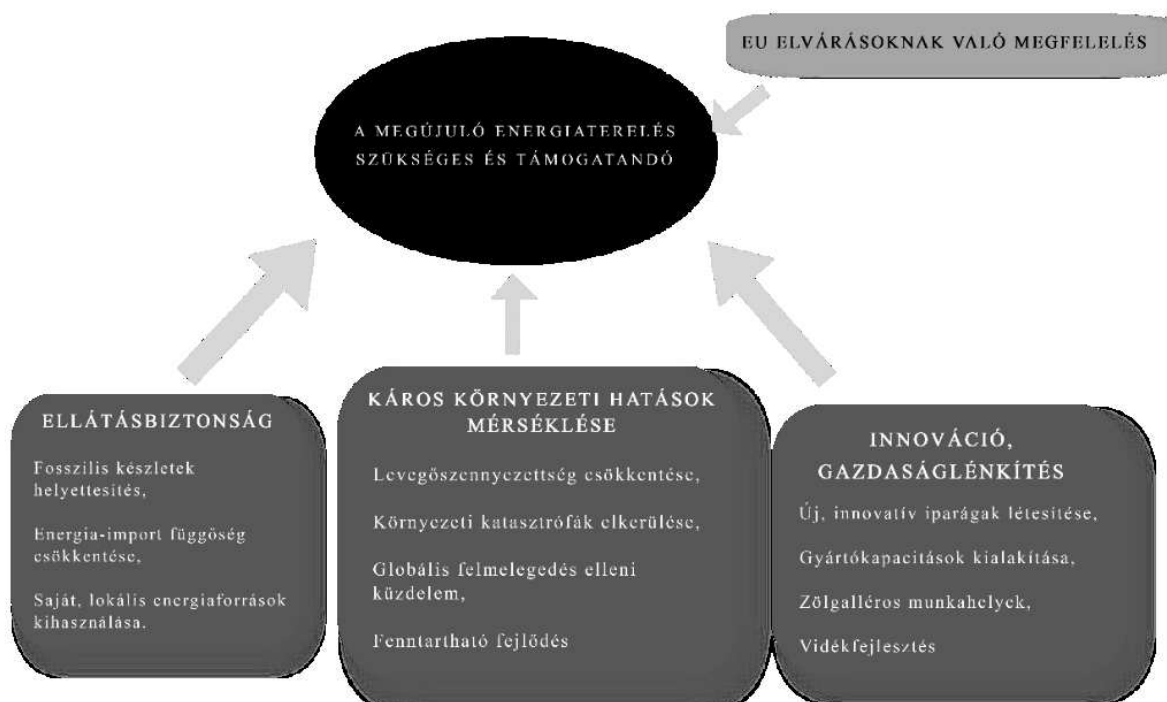 EU ELVÁRÁSOKNAK VALÓ MEGFELELÉS
A MEGÚJULÓ ENERGIATERELÉS
SZÜKSÉGES ÉS TÁMOGATANDÓ
ELLÁTÁSBIZTONSÁG
Fosszilis készletek
helyettesítés,
Energia-import függőség
csökkentése,
Saját, lokális energiaforrások
kihasználása.
KÁROS KÖRNYEZETI HATÁSOK
MÉRSÉKLÉSE
Levegőszennyezettség csökkentése,
Környezeti katasztrófák elkerülése,
Globális felmelegedés elleni
küzdelem,
Fenntartható fejlődés
INNOVÁCIÓ,
GAZDASÁGLÉNKÍTÉS
Új, innovatív iparágak létesítése,
Gyártókapacitások kialakítása,
Zölgalléros munkahelyek,
Vidékfejlesztés